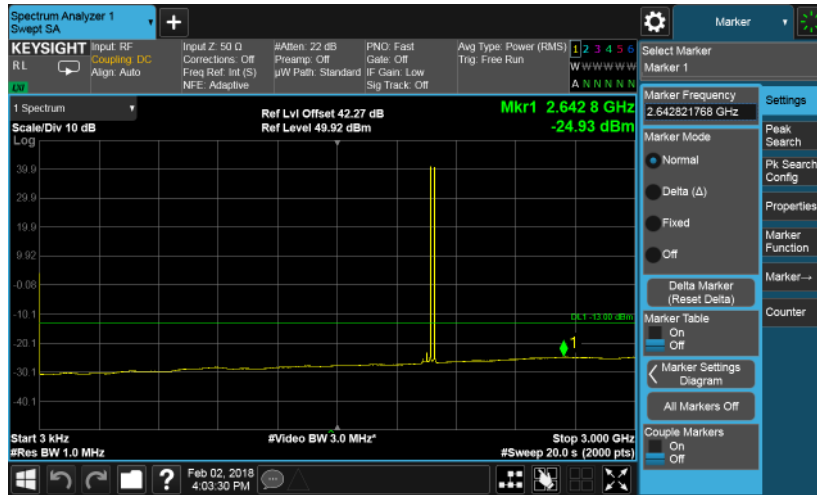 Spectrum Analyzer 1
Swept SA
Marker
KEYSIGHT
RL
LXI
Input: RF
Coupling: DC
Align: Auto
Input Z: 50 Ω
Corrections: Off
Freq Ref: Int (S)
NFE: Adaptive
#Atten: 22 dB
Preamp: Off
µW Path: Standard
PNO: Fast
Gate: Off
IF Gain: Low
Sig Track: Off
Avg Type: Power (RMS)
Trig: Free Run
1 2 3 4 5 6
W W W W W W
A N N N N N
Select Marker
Marker 1
1 Spectrum
Scale/Div 10 dB
Log
Ref Lvl Offset 42.27 dB
Ref Level 49.92 dBm
Mkr1 2.642 8 GHz
-24.93 dBm
39.9
29.9
19.9
9.92
-0.08
-10.1
-20.1
-30.1
-40.1
DL1 -13.00 dBm
1
Start 3 kHz
#Res BW 1.0 MHz
#Video BW 3.0 MHz*
Stop 3.000 GHz
#Sweep 20.0 s (2000 pts)
Marker Frequency
2.642821768 GHz
Marker Mode
Normal
Delta (Δ)
Fixed
Off
Delta Marker
(Reset Delta)
Marker Table
On
Off
Marker Settings
Diagram
All Markers Off
Couple Markers
On
Off
Settings
Peak
Search
Pk Search
Config
Properties
Marker
Function
Marker→
Counter
?
Feb 02, 2018
4:03:30 PM